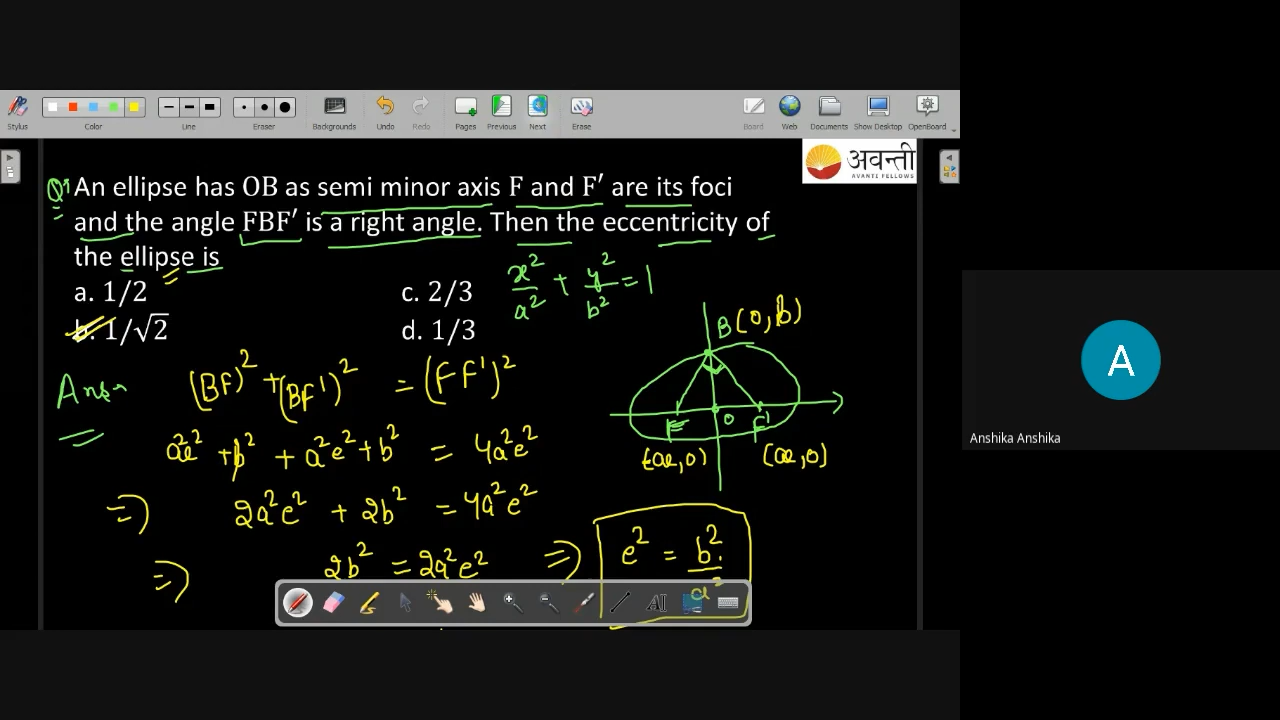 Stylus Color Line Eraser Backgrounds Undo Redo Pages Previous Next Erase Board Web Documents Show Desktop OpenBoard
अवन्ती
AVANTI FELLOWS
Q. An ellipse has OB as semi minor axis F and F′ are its foci
and the angle FBF′ is a right angle. Then the eccentricity of
the ellipse is
a. 1/2
c. 2/3
b. 1/√2
d. 1/3
x²/a² + y²/b² = 1
B (0, b)
F O F'
(-ae, 0) (ae, 0)
Ans
(BF)² + (BF')² = (FF')²
a²e² + b² + a²e² + b² = 4a²e²
⇒ 2a²e² + 2b² = 4a²e²
⇒ 2b² = 2a²e² ⇒ e² = b²/a²
A
Anshika Anshika